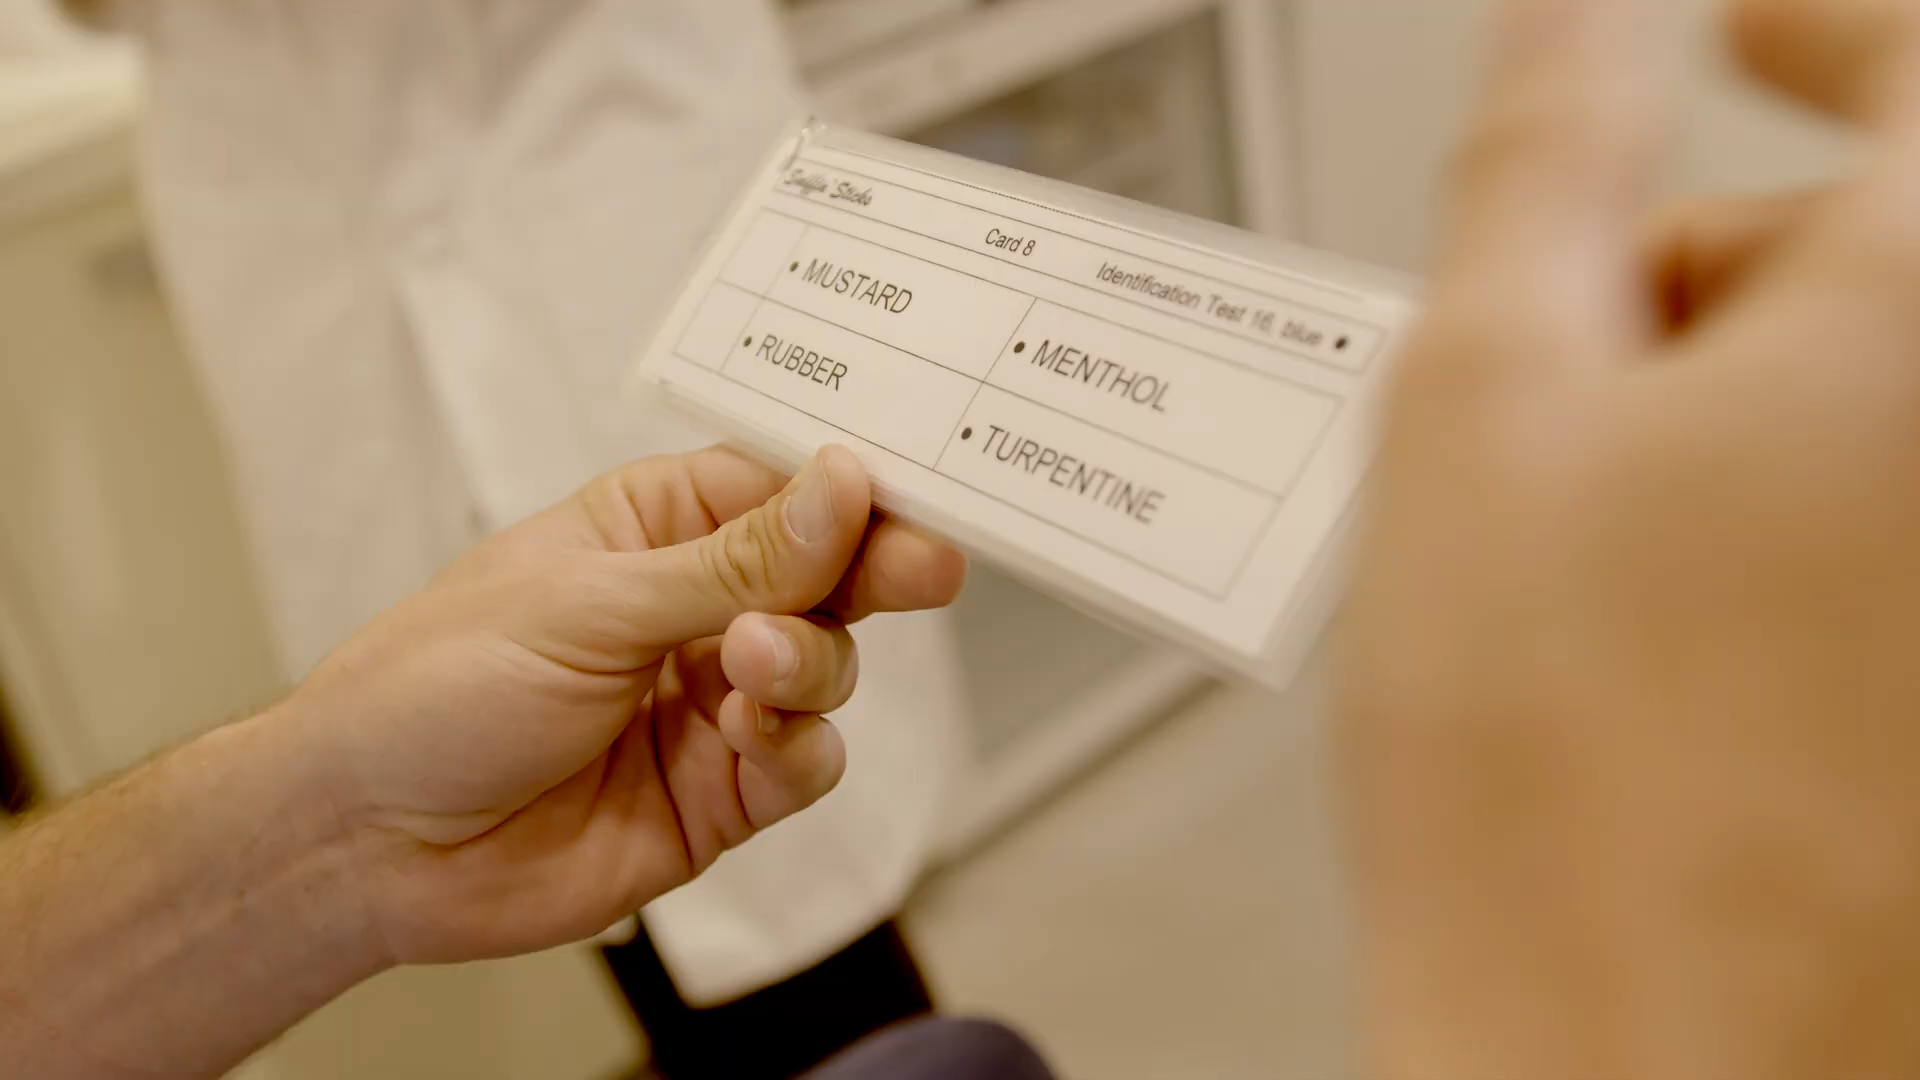 Sniffin' Sticks
Card 8
Identification Test 16, blue •
• MUSTARD
• MENTHOL
• RUBBER
• TURPENTINE